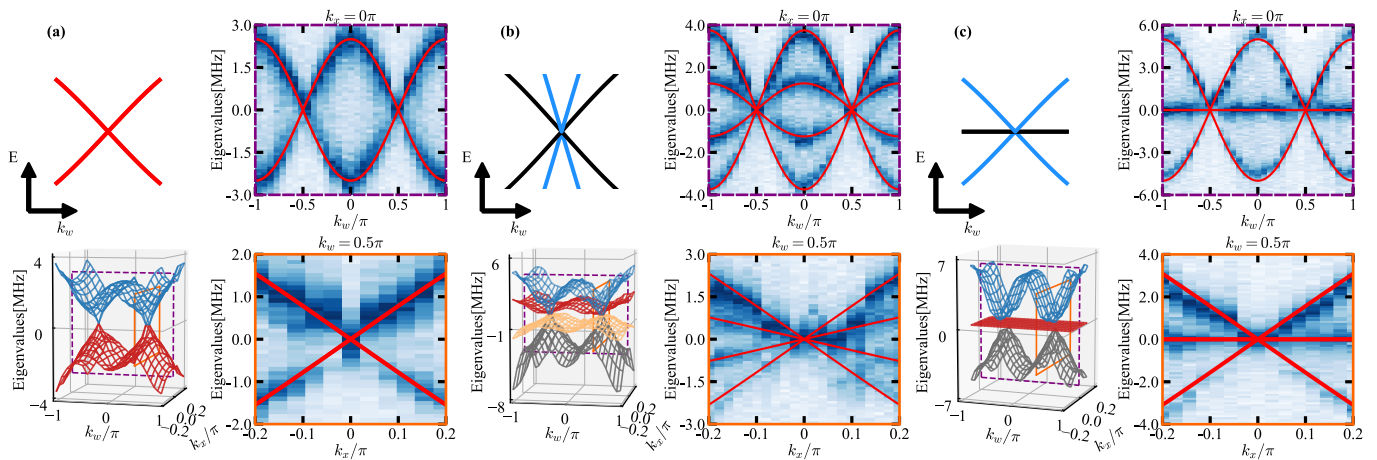 (a)
E
k_w
k_x = 0π
Eigenvalues[MHz]
3.0
1.5
0.0
-1.5
-3.0
-1
-0.5
0
0.5
1
k_w/π
4
0
−4
Eigenvalues[MHz]
−1
0
1
k_w/π
−0.2
0.0
0.2
k_x/π
k_w = 0.5π
Eigenvalues[MHz]
2.0
1.0
0.0
-1.0
-2.0
-0.2
-0.1
0
0.1
0.2
k_x/π
(b)
E
k_w
k_x = 0π
Eigenvalues[MHz]
4.0
2.0
0.0
-2.0
-4.0
-1
-0.5
0
0.5
1
k_w/π
6
−1
−8
Eigenvalues[MHz]
−1
0
1
k_w/π
−0.2
0.0
0.2
k_x/π
k_w = 0.5π
Eigenvalues[MHz]
3.0
1.5
0.0
-1.5
-3.0
-0.2
-0.1
0
0.1
0.2
k_x/π
(c)
E
k_w
k_x = 0π
Eigenvalues[MHz]
6.0
3.0
0.0
-3.0
-6.0
-1
-0.5
0
0.5
1
k_w/π
7
0
−7
Eigenvalues[MHz]
−1
0
1
k_w/π
−0.2
0.0
0.2
k_x/π
k_w = 0.5π
Eigenvalues[MHz]
4.0
2.0
0.0
-2.0
-4.0
-0.2
-0.1
0
0.1
0.2
k_x/π